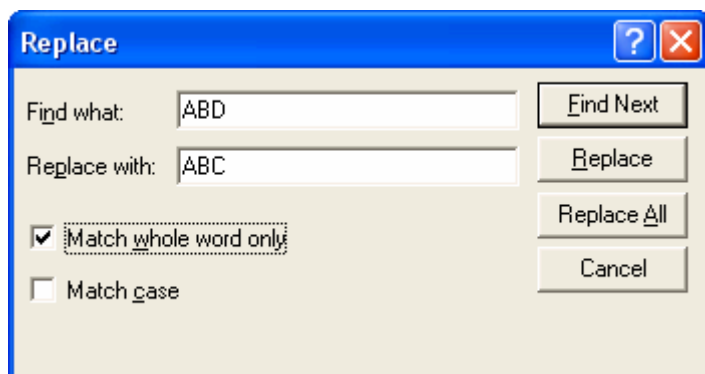 Replace
?
Find what: ABD
Find Next
Replace with: ABC
Replace
Replace All
Match whole word only
Cancel
Match case